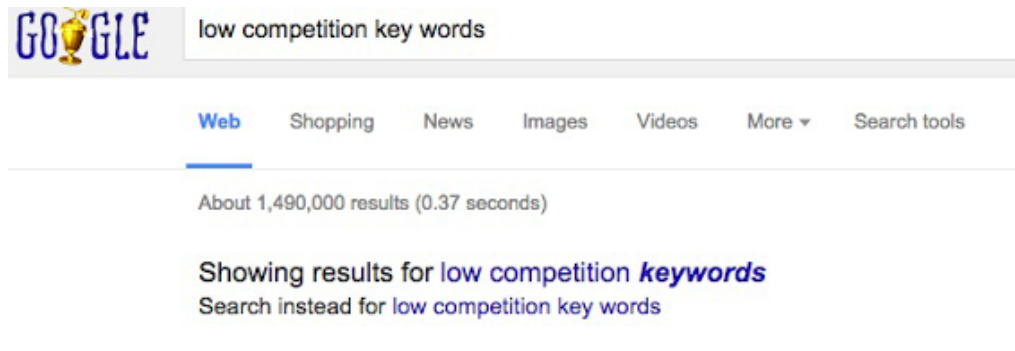 GOOGLE
low competition key words
Web Shopping News Images Videos More Search tools
About 1,490,000 results (0.37 seconds)
Showing results for low competition keywords
Search instead for low competition key words